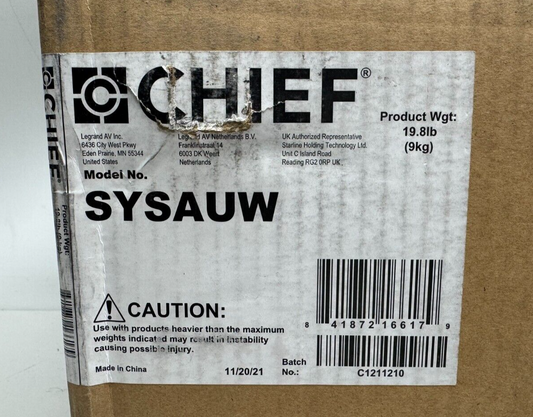 CHIEF®
Product Wgt:
19.8lb
(9kg)
Legrand AV Inc.
6436 City West Pkwy
Eden Prairie, MN 55344
United States
Legrand AV Netherlands B.V.
Franklinstraat 14
6003 DK Weert
Netherlands
UK Authorized Representative
Starline Holding Technology Ltd.
Unit C Island Road
Reading RG2 0RP UK
Model No.
SYSAUW
CAUTION:
Use with products heavier than the maximum
weights indicated may result in instability
causing possible injury.
Made in China
11/20/21
Batch
No.:
8 41872 16617 9
C1211210
CHIEF
Product Wgt: